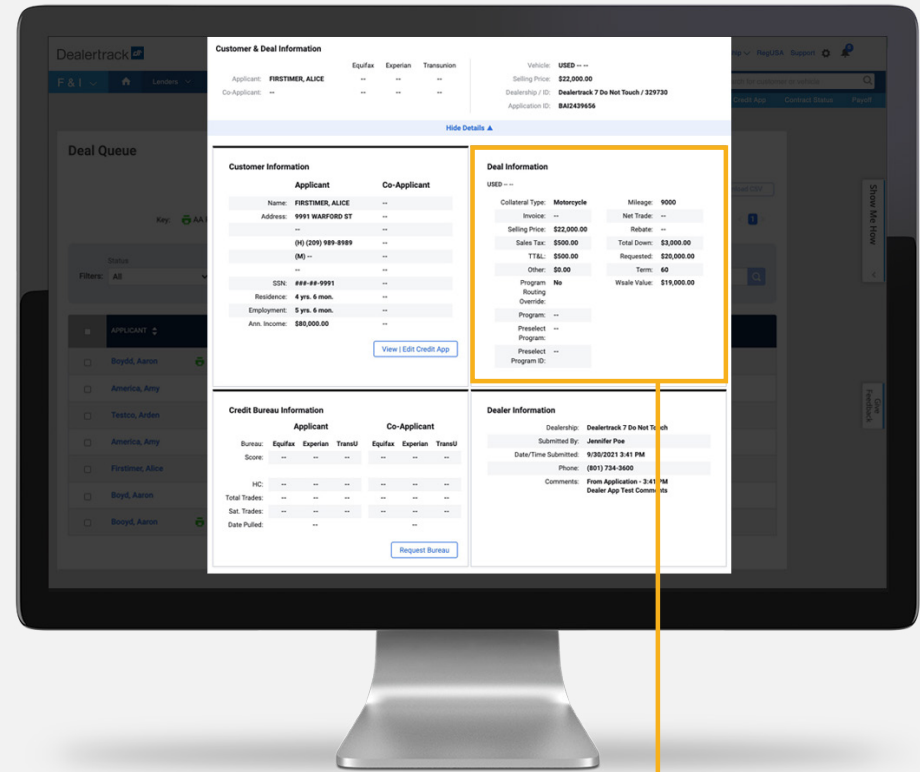 Dealertrack
RegUSA Support
F & I
Lenders
Credit App Contract Status Payoff
Deal Queue
Key:
Status
Filters: All
APPLICANT
Boydd, Aaron
America, Amy
Testco, Arden
America, Amy
Firstimer, Alice
Boyd, Aaron
Booyd, Aaron
Show Me How
Give Feedback
1
Customer & Deal Information
Equifax Experian Transunion
Applicant: FIRSTIMER, ALICE -- -- --
Co-Applicant: -- -- -- --
Vehicle: USED -- --
Selling Price: $22,000.00
Dealership / ID: Dealertrack 7 Do Not Touch / 329730
Application ID: BAI2439656
Hide Details ▲
Customer Information
Applicant Co-Applicant
Name: FIRSTIMER, ALICE --
Address: 9991 WARFORD ST --
-- --
(H) (209) 989-8989 --
(M) -- --
-- --
SSN: ###-##-9991 --
Residence: 4 yrs. 6 mon. --
Employment: 5 yrs. 6 mon. --
Ann. Income: $80,000.00 --
View | Edit Credit App
Deal Information
USED -- --
Collateral Type: Motorcycle Mileage: 9000
Invoice: -- Net Trade: --
Selling Price: $22,000.00 Rebate: --
Sales Tax: $500.00 Total Down: $3,000.00
TT&L: $500.00 Requested: $20,000.00
Other: $0.00 Term: 60
Program No Wsale Value: $19,000.00
Routing
Override:
Program: --
Preselect --
Program:
Preselect --
Program ID:
Credit Bureau Information
Applicant Co-Applicant
Bureau: Equifax Experian TransU Equifax Experian TransU
Score: -- -- -- -- -- --
HC: -- -- -- -- -- --
Total Trades: -- -- -- -- -- --
Sat. Trades: -- -- -- -- -- --
Date Pulled: -- --
Request Bureau
Dealer Information
Dealership: Dealertrack 7 Do Not Touch
Submitted By: Jennifer Poe
Date/Time Submitted: 9/30/2021 3:41 PM
Phone: (801) 734-3600
Comments: From Application - 3:41 PM
Dealer App Test Comments